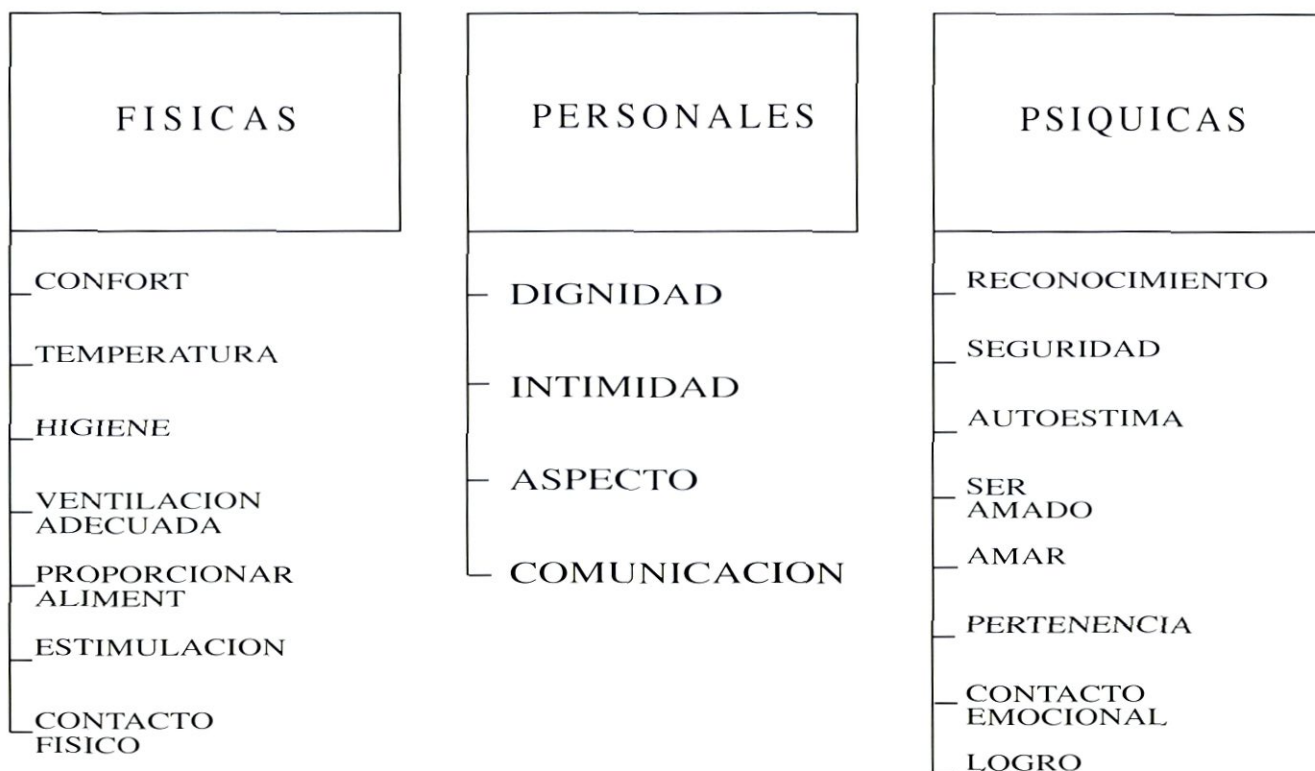 FISICAS
CONFORT
TEMPERATURA
HIGIENE
VENTILACION
ADECUADA
PROPORCIONAR
ALIMENT
ESTIMULACION
CONTACTO
FISICO
PERSONALES
DIGNIDAD
INTIMIDAD
ASPECTO
COMUNICACION
PSIQUICAS
RECONOCIMIENTO
SEGURIDAD
AUTOESTIMA
SER
AMADO
AMAR
PERTENENCIA
CONTACTO
EMOCIONAL
LOGRO